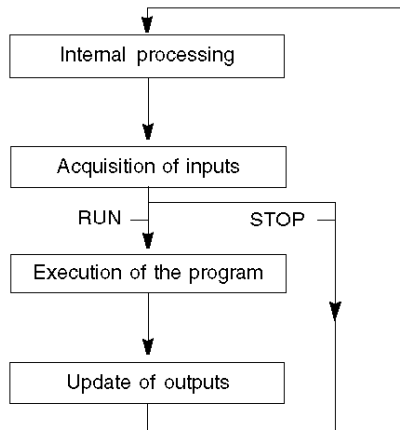 Internal processing
Acquisition of inputs
RUN
STOP
Execution of the program
Update of outputs